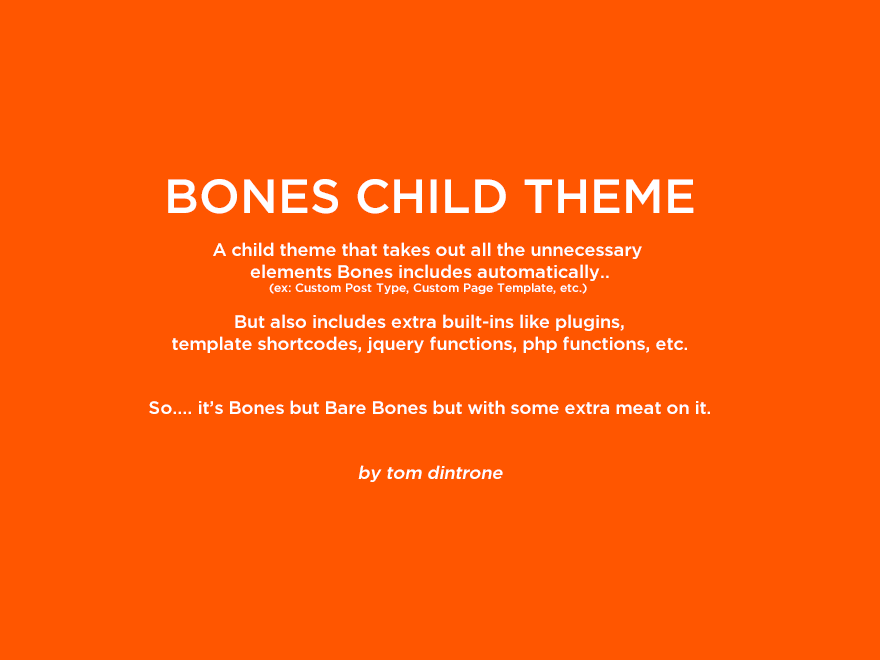 BONES CHILD THEME
A child theme that takes out all the unnecessary
elements Bones includes automatically..
(ex: Custom Post Type, Custom Page Template, etc.)
But also includes extra built-ins like plugins,
template shortcodes, jquery functions, php functions, etc.
So.... it’s Bones but Bare Bones but with some extra meat on it.
by tom dintrone